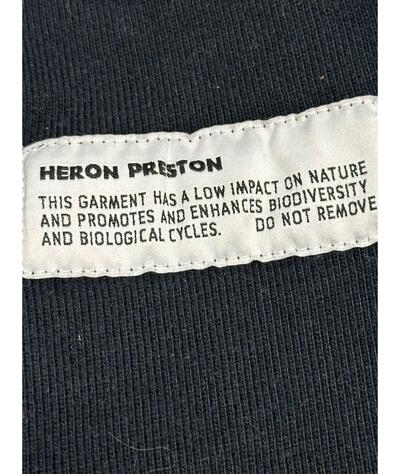 HERON PRESTON
THIS GARMENT HAS A LOW IMPACT ON NATURE
AND PROMOTES AND ENHANCES BIODIVERSITY
AND BIOLOGICAL CYCLES. DO NOT REMOVE